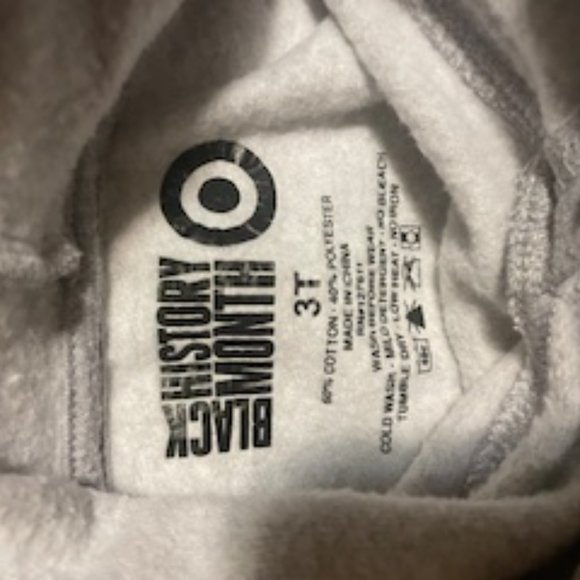 BLACK HISTORY MONTH
3T
60% COTTON · 40% POLYESTER
MADE IN CHINA
WASH BEFORE WEAR
COLD WASH · MILD DETERGENT · NO BLEACH
TUMBLE DRY · LOW HEAT · NO IRON